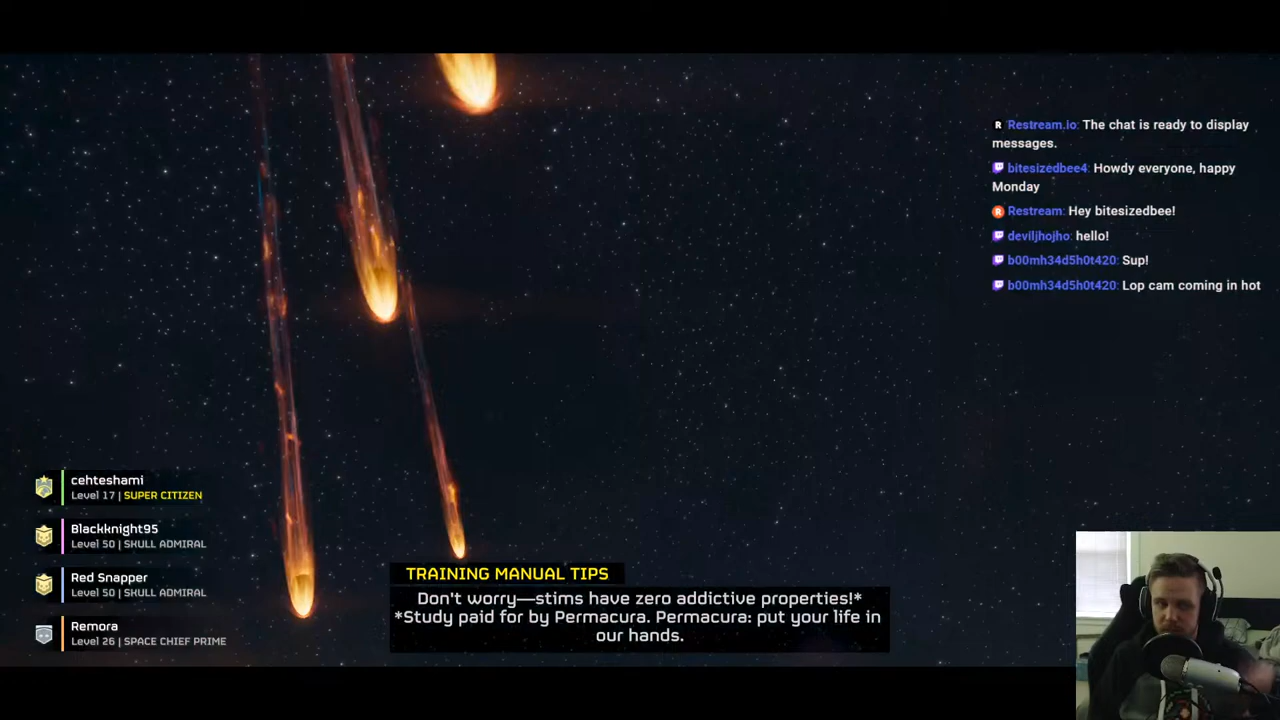 Restream.io: The chat is ready to display
messages.
bitesizedbee4: Howdy everyone, happy
Monday
Restream: Hey bitesizedbee!
deviljhojho: hello!
b00mh34d5h0t420: Sup!
b00mh34d5h0t420: Lop cam coming in hot
cehteshami
Level 17 | SUPER CITIZEN
Blackknight95
Level 50 | SKULL ADMIRAL
Red Snapper
Level 50 | SKULL ADMIRAL
Remora
Level 26 | SPACE CHIEF PRIME
TRAINING MANUAL TIPS
Don't worry—stims have zero addictive properties!*
*Study paid for by Permacura. Permacura: put your life in
our hands.